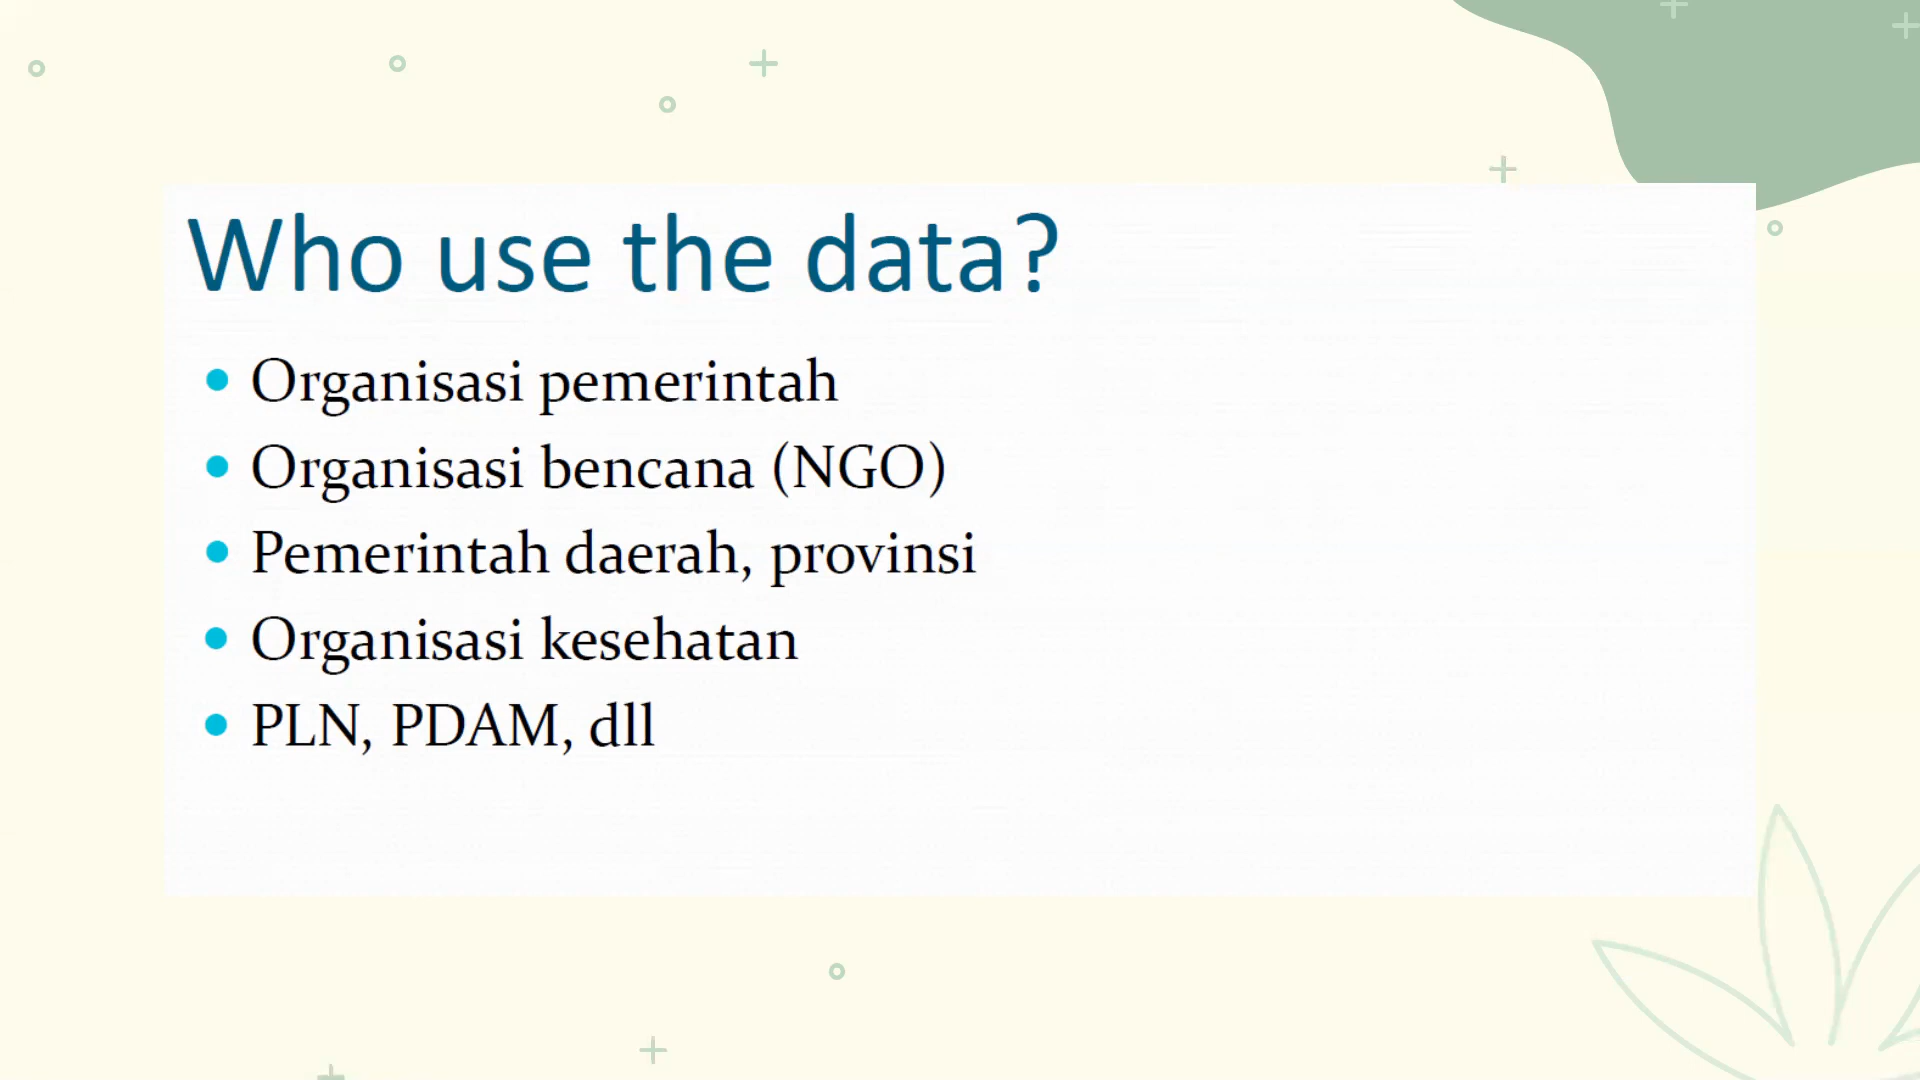 Who use the data?
Organisasi pemerintah
Organisasi bencana (NGO)
Pemerintah daerah, provinsi
Organisasi kesehatan
PLN, PDAM, dll